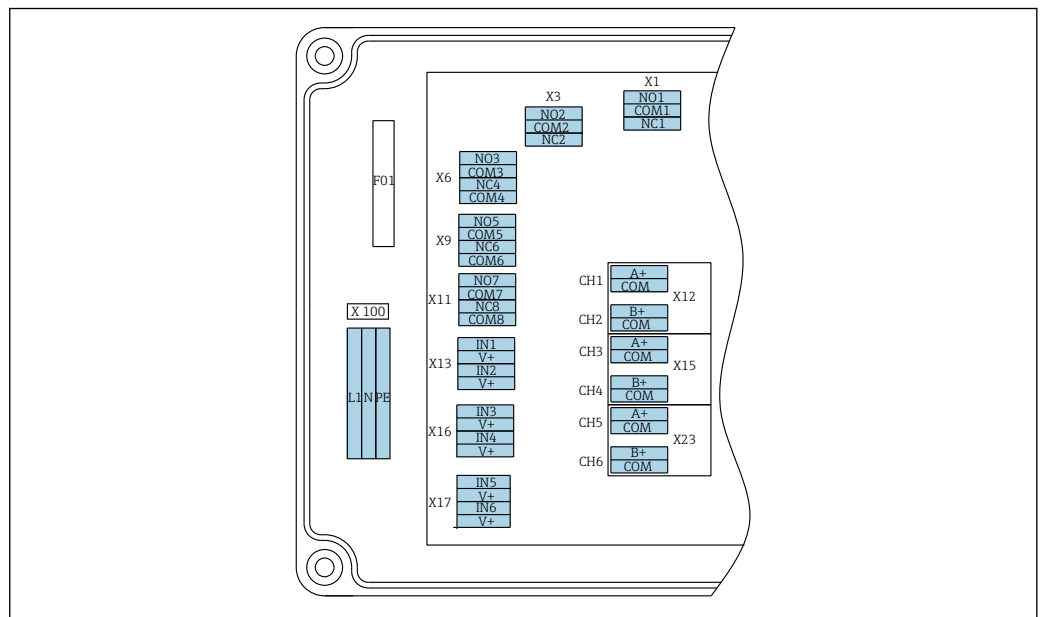 X1
NO1
COM1
NC1
X3
NO2
COM2
NC2
F01
X6
NO3
COM3
NC4
COM4
X9
NO5
COM5
NC6
COM6
X11
NO7
COM7
NC8
COM8
X 100
L1 N PE
X13
IN1
V+
IN2
V+
X16
IN3
V+
IN4
V+
X17
IN5
V+
IN6
V+
CH1
A+
COM
X12
CH2
B+
COM
CH3
A+
COM
X15
CH4
B+
COM
CH5
A+
COM
X23
CH6
B+
COM